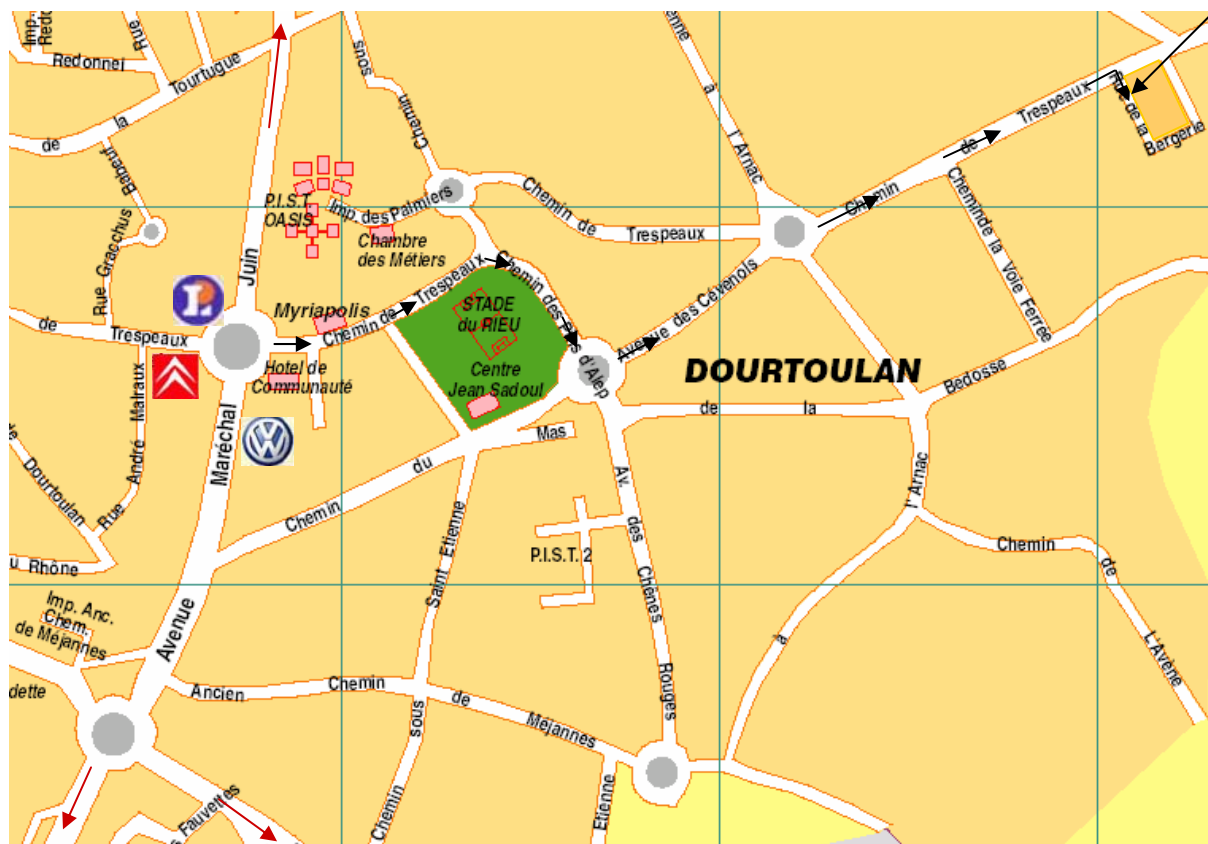 Imp.
Redo
Redonnel
Rue
Tourtugue
la
de
Babeuf
Rue Gracchus
sous
Chemin
à
l'Arnac
Trespeaux
de
Chemin
Rue de la
Bergerie
P.I.S.T.
OASIS
Imp. des Palmiers
Chambre
des Métiers
Chemin de
Trespeaux
Chemin de la Voie Ferree
Juin
L
Myriapolis
Chemin de
Trespeaux
Chemin des
d'Alep
STADE
du RIEU
Avenue des Cévenols
de
Trespeaux
Hotel de
Communauté
Centre
Jean Sadoul
DOURTOULAN
Bedosse
la
de
Mas
du
Chemin
Maréchal
André Malraux
Rue
de
Dourtoulan
u Rhône
Av.
des
Chênes
Rouges
P.I.S.T. 2
Saint Etienne
l'Arnac
à
Chemin
de
L'Avène
Imp. Anc.
Chem.
de Méjannes
Avenue
dette
Ancien
Chemin
de
Méjannes
sous
Chemin
Etienne
s Fauvettes